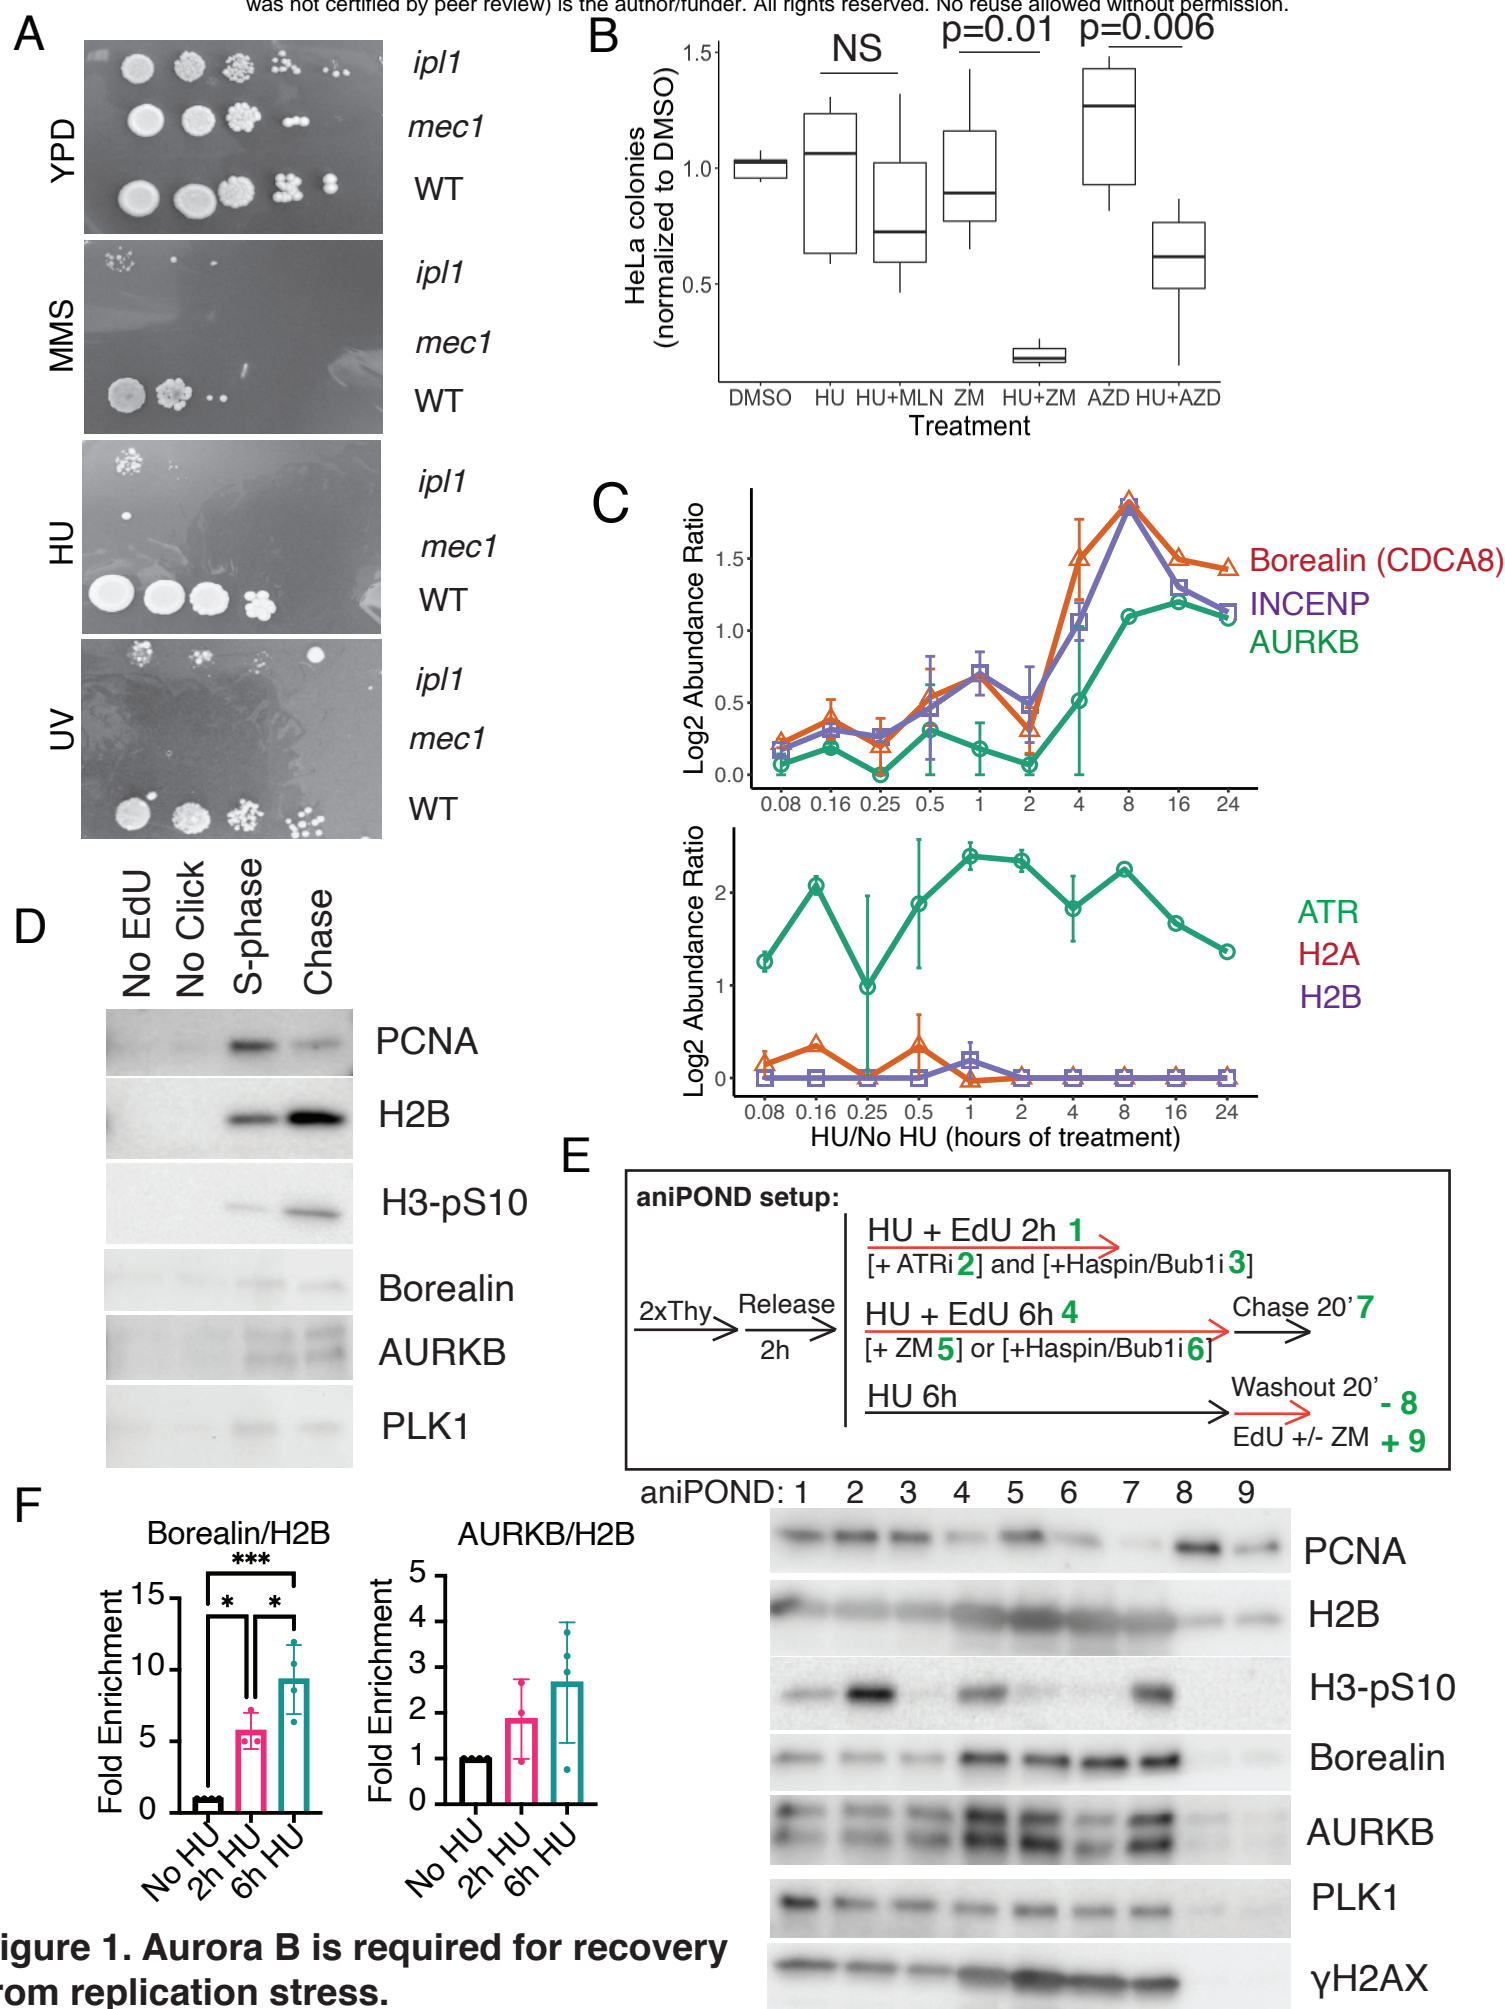 was not certified by peer review) is the author/funder. All rights reserved. No reuse allowed without permission.
A
YPD
ipl1
mec1
WT
MMS
ipl1
mec1
WT
HU
ipl1
mec1
WT
UV
ipl1
mec1
WT
B
HeLa colonies
(normalized to DMSO)
1.5
1.0
0.5
NS
p=0.01
p=0.006
DMSO HU HU+MLN ZM HU+ZM AZD HU+AZD
Treatment
C
Log2 Abundance Ratio
1.5
1.0
0.5
0.0
0.08 0.16 0.25 0.5 1 2 4 8 16 24
Borealin (CDCA8)
INCENP
AURKB
Log2 Abundance Ratio
2
1
0
0.08 0.16 0.25 0.5 1 2 4 8 16 24
HU/No HU (hours of treatment)
ATR
H2A
H2B
D
No EdU
No Click
S-phase
Chase
PCNA
H2B
H3-pS10
Borealin
AURKB
PLK1
E
aniPOND setup:
2xThy
Release
2h
HU + EdU 2h 1
[+ ATRi 2] and [+Haspin/Bub1i 3]
HU + EdU 6h 4
[+ ZM 5] or [+Haspin/Bub1i 6]
Chase 20' 7
HU 6h
Washout 20'
- 8
EdU +/- ZM + 9
aniPOND: 1 2 3 4 5 6 7 8 9
PCNA
H2B
H3-pS10
Borealin
AURKB
PLK1
γH2AX
F
Borealin/H2B
Fold Enrichment
15
10
5
0
***
* *
No HU
2h HU
6h HU
AURKB/H2B
Fold Enrichment
5
4
3
2
1
0
No HU
2h HU
6h HU
igure 1. Aurora B is required for recovery
rom replication stress.